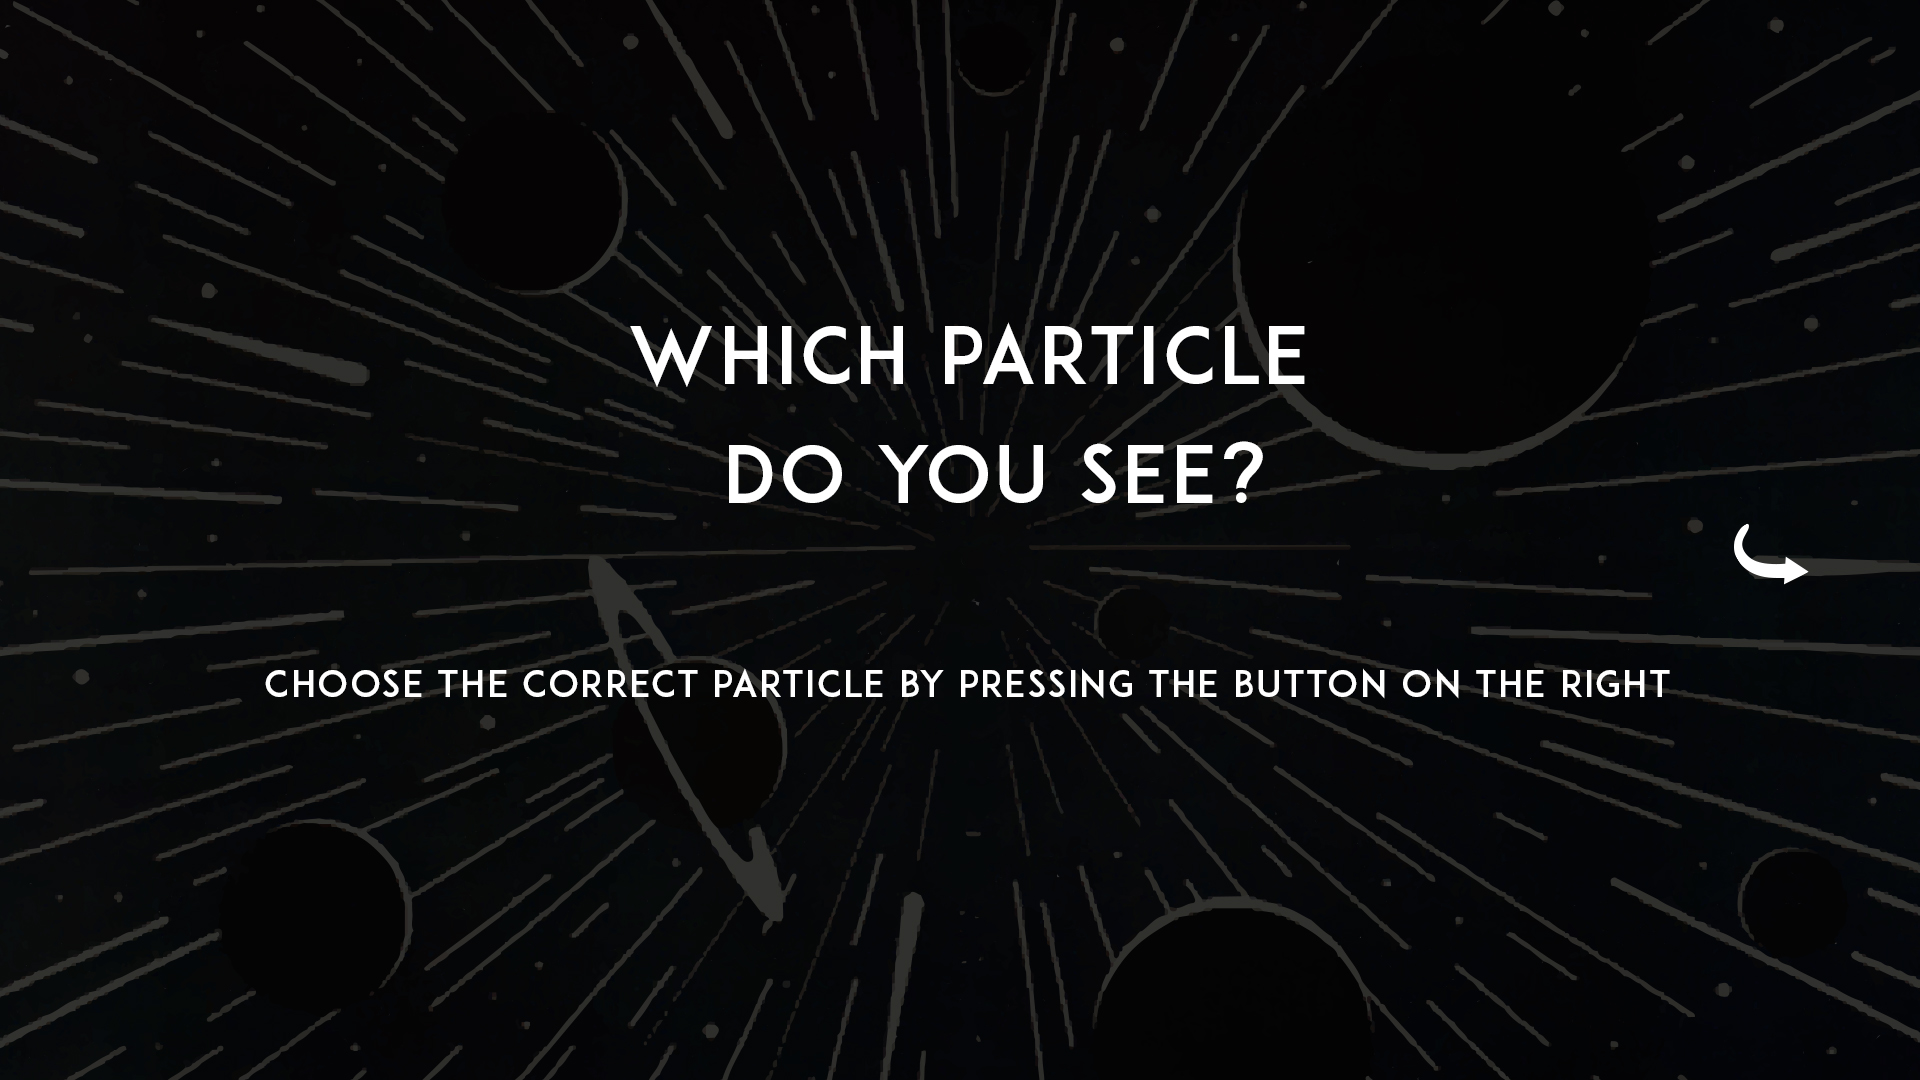 WHICH PARTICLE
DO YOU SEE?
CHOOSE THE CORRECT PARTICLE BY PRESSING THE BUTTON ON THE RIGHT